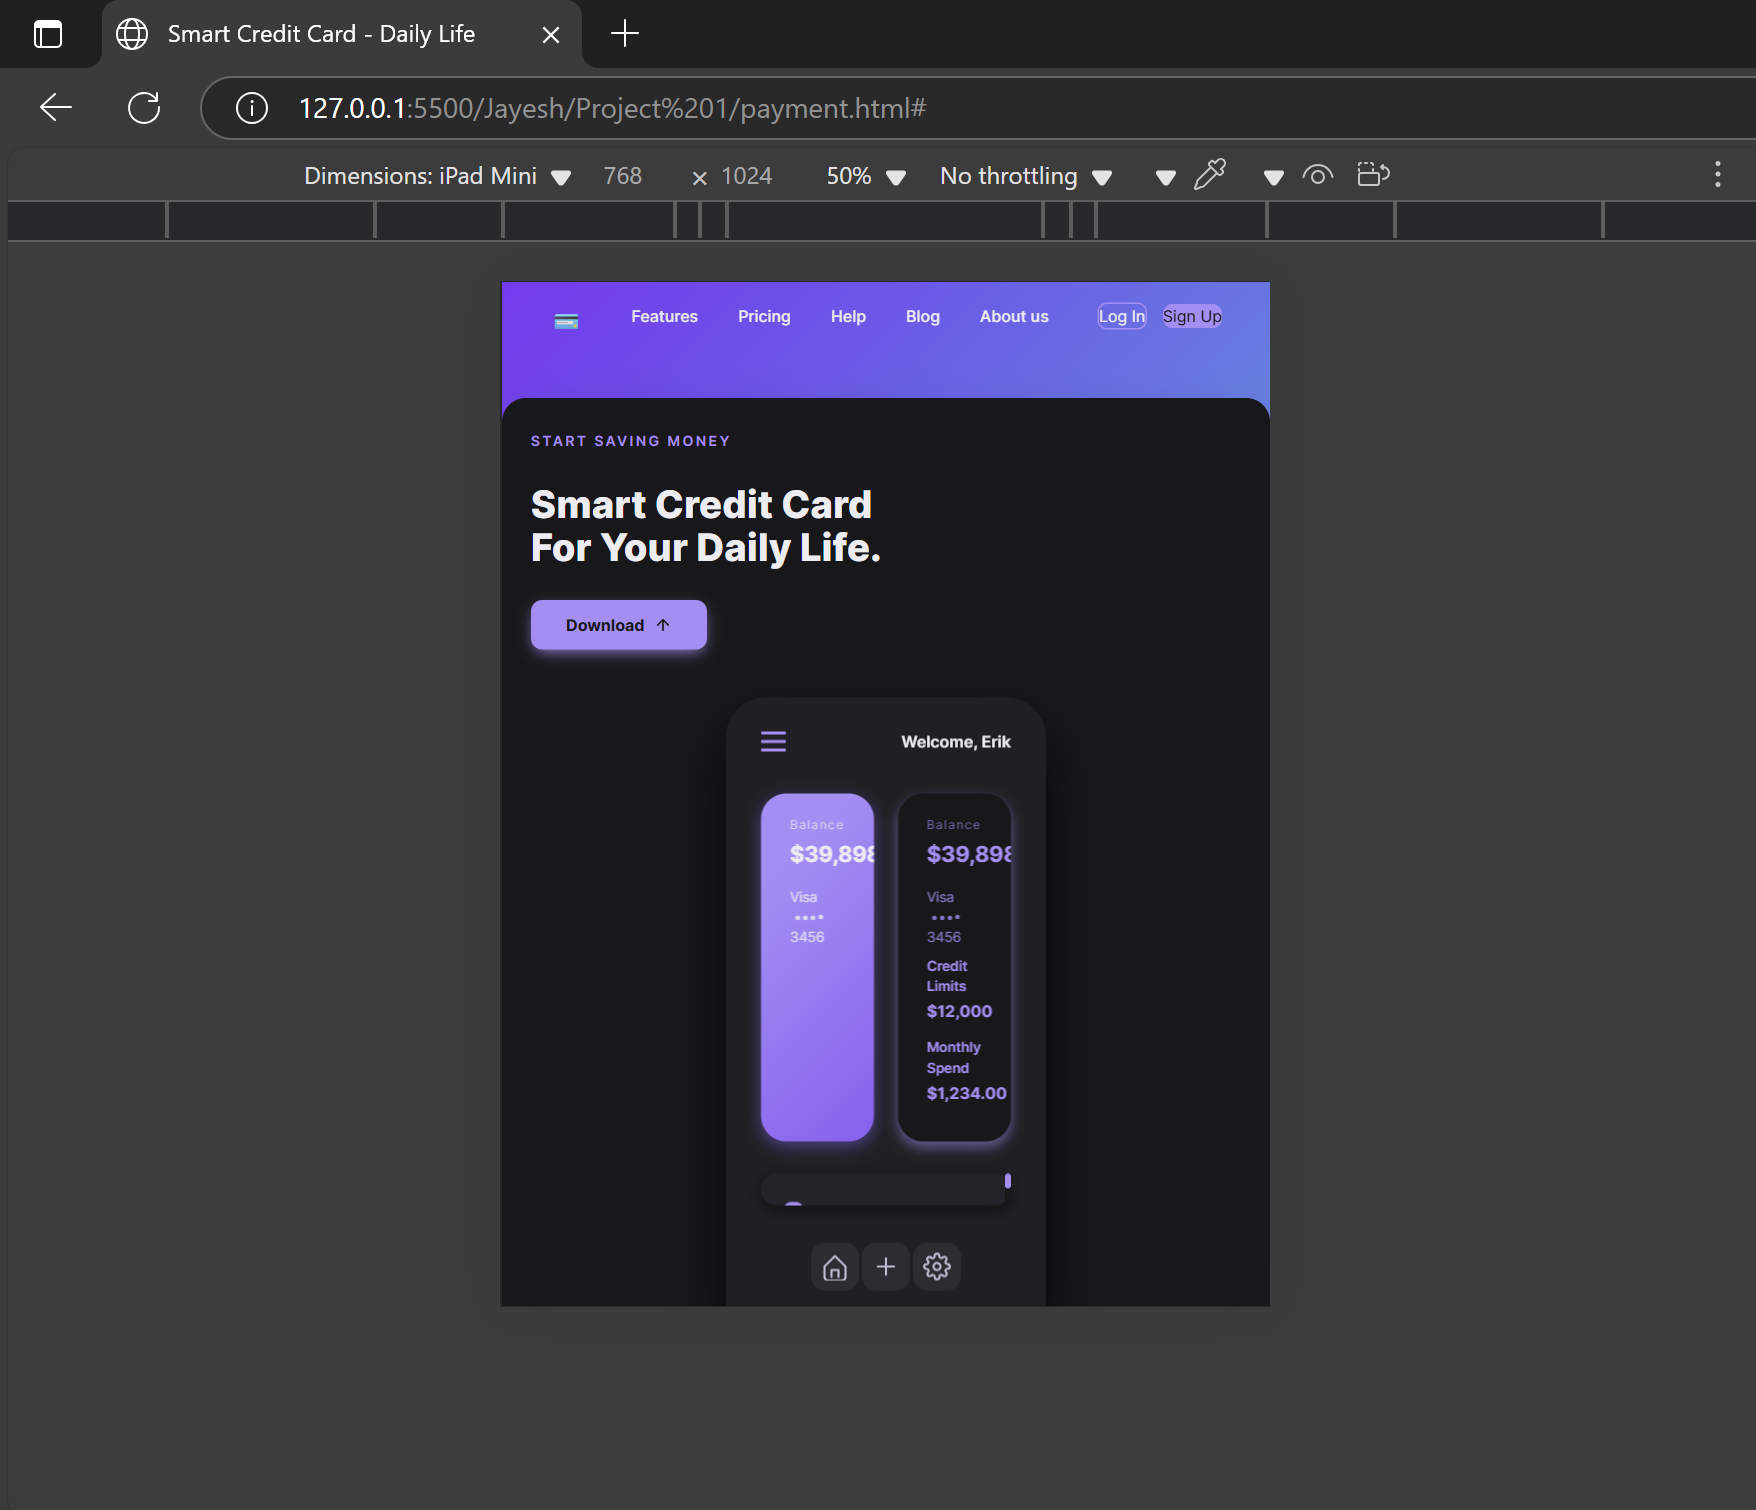 Smart Credit Card - Daily Life
127.0.0.1:5500/Jayesh/Project%201/payment.html#
Dimensions: iPad Mini 768 × 1024 50% No throttling
Features Pricing Help Blog About us Log In Sign Up
START SAVING MONEY
Smart Credit Card
For Your Daily Life.
Download ↑
Welcome, Erik
Balance
$39,898
Visa
••••
3456
Balance
$39,898
Visa
••••
3456
Credit
Limits
$12,000
Monthly
Spend
$1,234.00